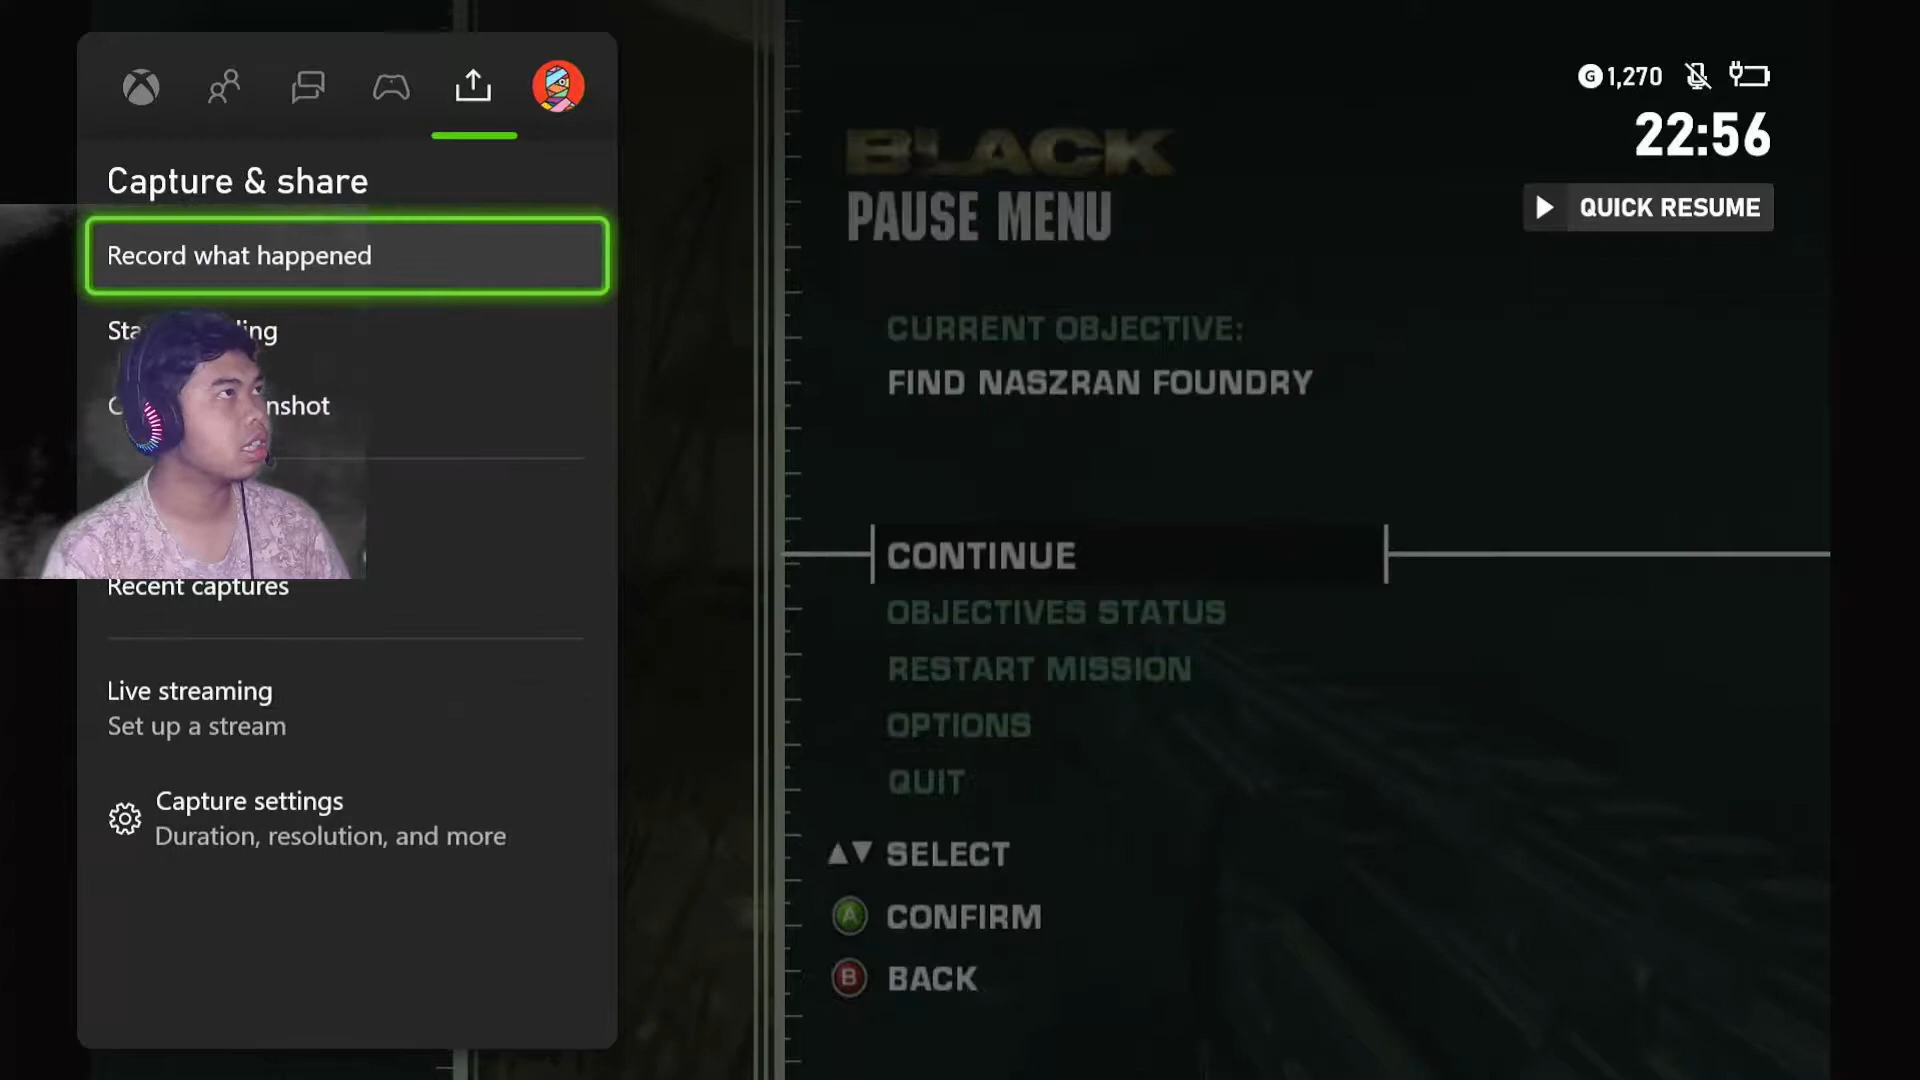 Capture & share
Record what happened
Recent captures
Live streaming
Set up a stream
Capture settings
Duration, resolution, and more
BLACK
PAUSE MENU
CURRENT OBJECTIVE:
FIND NASZRAN FOUNDRY
CONTINUE
OBJECTIVES STATUS
RESTART MISSION
OPTIONS
QUIT
SELECT
A CONFIRM
B BACK
G 1,270
22:56
QUICK RESUME